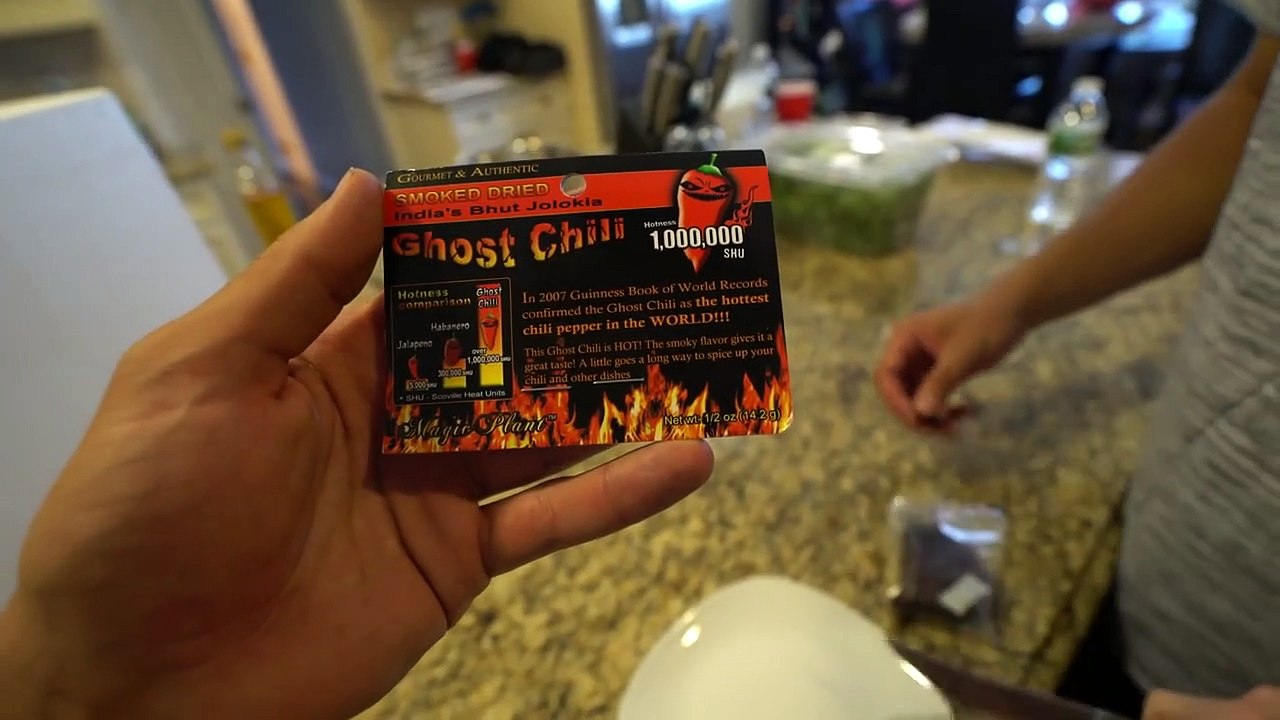 Gourmet & Authentic
SMOKED DRIED
India's Bhut Jolokia
Ghost Chili
Hotness
1,000,000
SHU
Hotness
comparison
Ghost
Chili
Habanero
Jalapeno
over
1,000,000 SHU
300,000 SHU
5,000 SHU
* SHU - Scoville Heat Units
In 2007 Guinness Book of World Records
confirmed the Ghost Chili as the hottest
chili pepper in the WORLD!!!
This Ghost Chili is HOT! The smoky flavor gives it a
great taste! A little goes a long way to spice up your
chili and other dishes
Magic Plant™
Net wt. 1/2 oz (14.2 g)